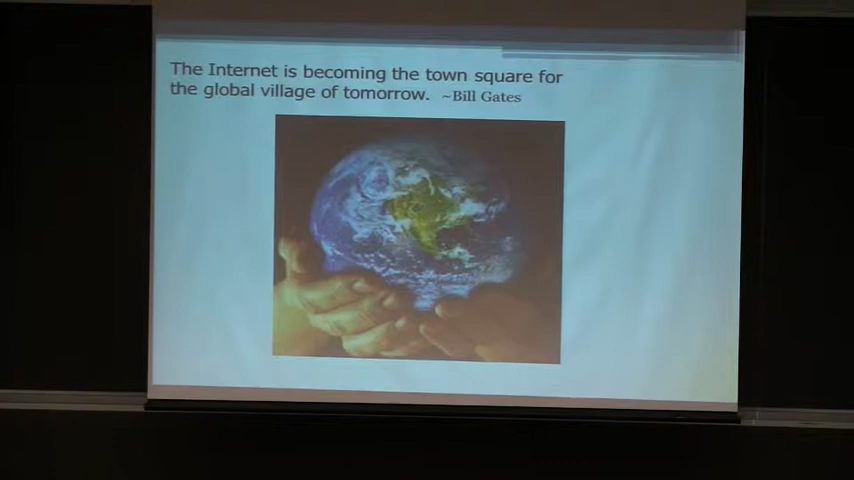 The Internet is becoming the town square for
the global village of tomorrow. ~Bill Gates